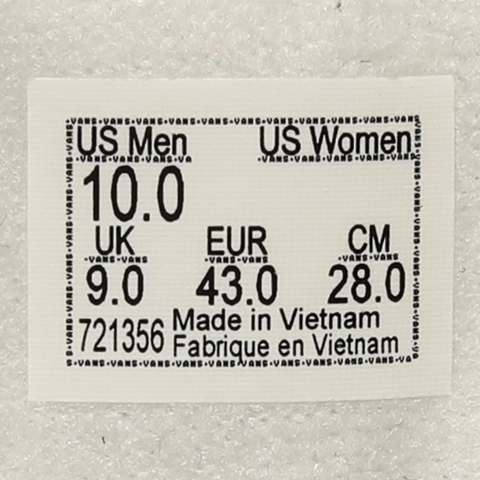 US Men US Women
10.0
UK EUR CM
9.0 43.0 28.0
721356 Made in Vietnam
Fabrique en Vietnam